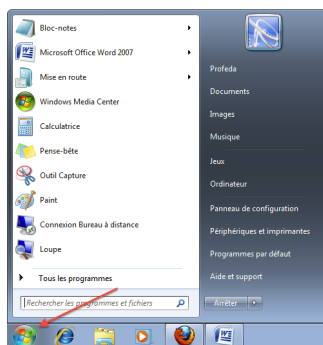 Bloc-notes
Microsoft Office Word 2007
Mise en route
Windows Media Center
Calculatrice
Pense-bête
Outil Capture
Paint
Connexion Bureau à distance
Loupe
Tous les programmes
Rechercher les programmes et fichiers
Profeda
Documents
Images
Musique
Jeux
Ordinateur
Panneau de configuration
Périphériques et imprimantes
Programmes par défaut
Aide et support
Arrêter